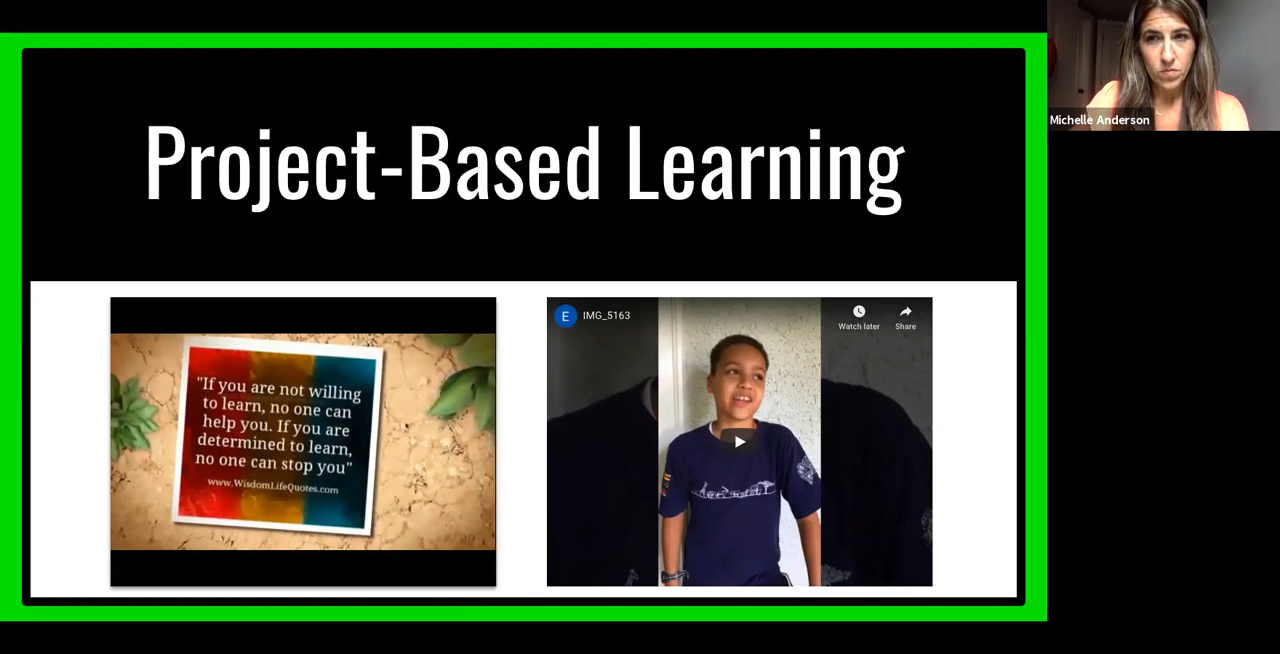 Project-Based Learning
Michelle Anderson
"If you are not willing
to learn, no one can
help you. If you are
determined to learn,
no one can stop you"
www.WisdomLifeQuotes.com
E
IMG_5163
Watch later
Share